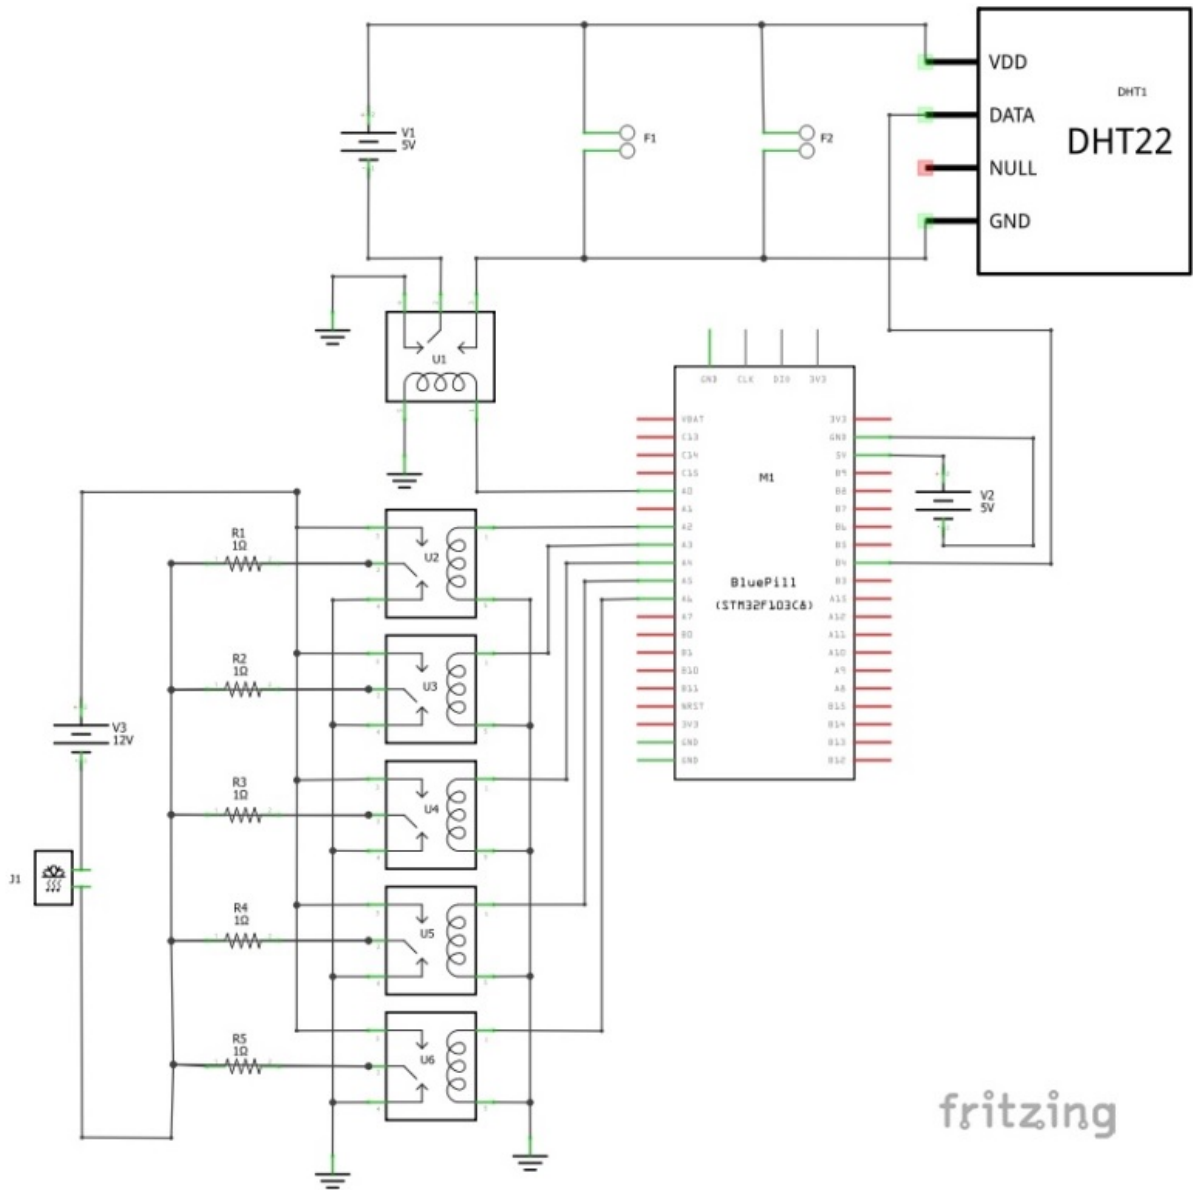 VDD
DHT1
DATA
DHT22
NULL
GND
V1
5V
F1
F2
U1
GND CLK DIO 3V3
VBAT
C13
C14
C15
A0
A1
A2
A3
A4
A5
A6
A7
B0
B1
B10
B11
NRST
3V3
GND
GND
M1
BluePill
(STM32F103C8)
3V3
GND
5V
B9
B8
B7
B6
B5
B4
B3
A15
A12
A11
A10
A9
A8
B15
B14
B13
B12
V2
5V
R1
1Ω
U2
R2
1Ω
U3
V3
12V
R3
1Ω
U4
J1
R4
1Ω
U5
R5
1Ω
U6
fritzing